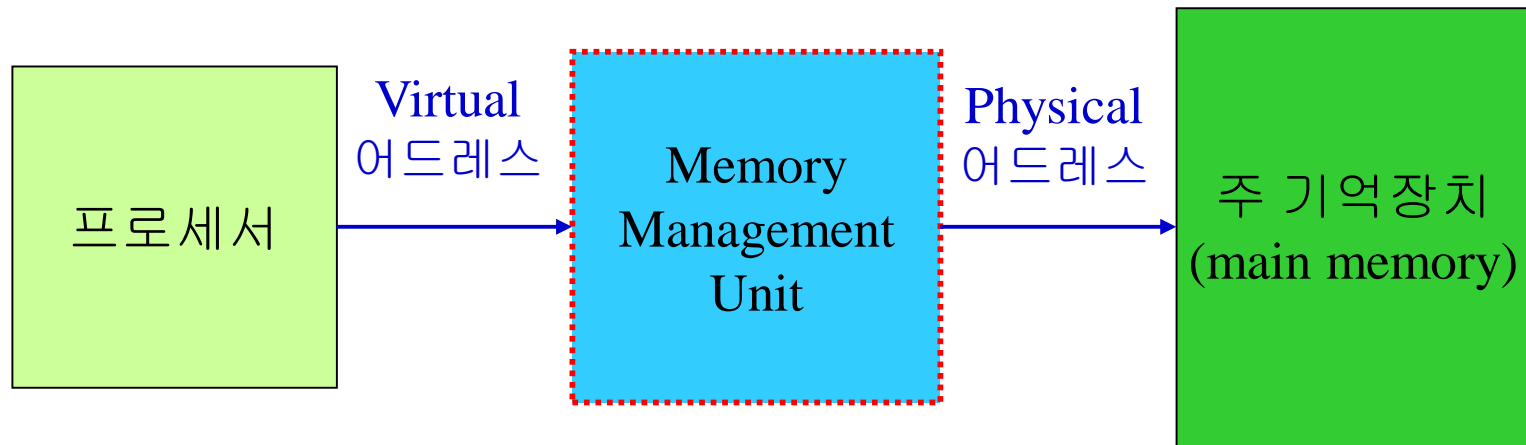 프로세서
Virtual
어드레스
Memory
Management
Unit
Physical
어드레스
주 기억장치
(main memory)